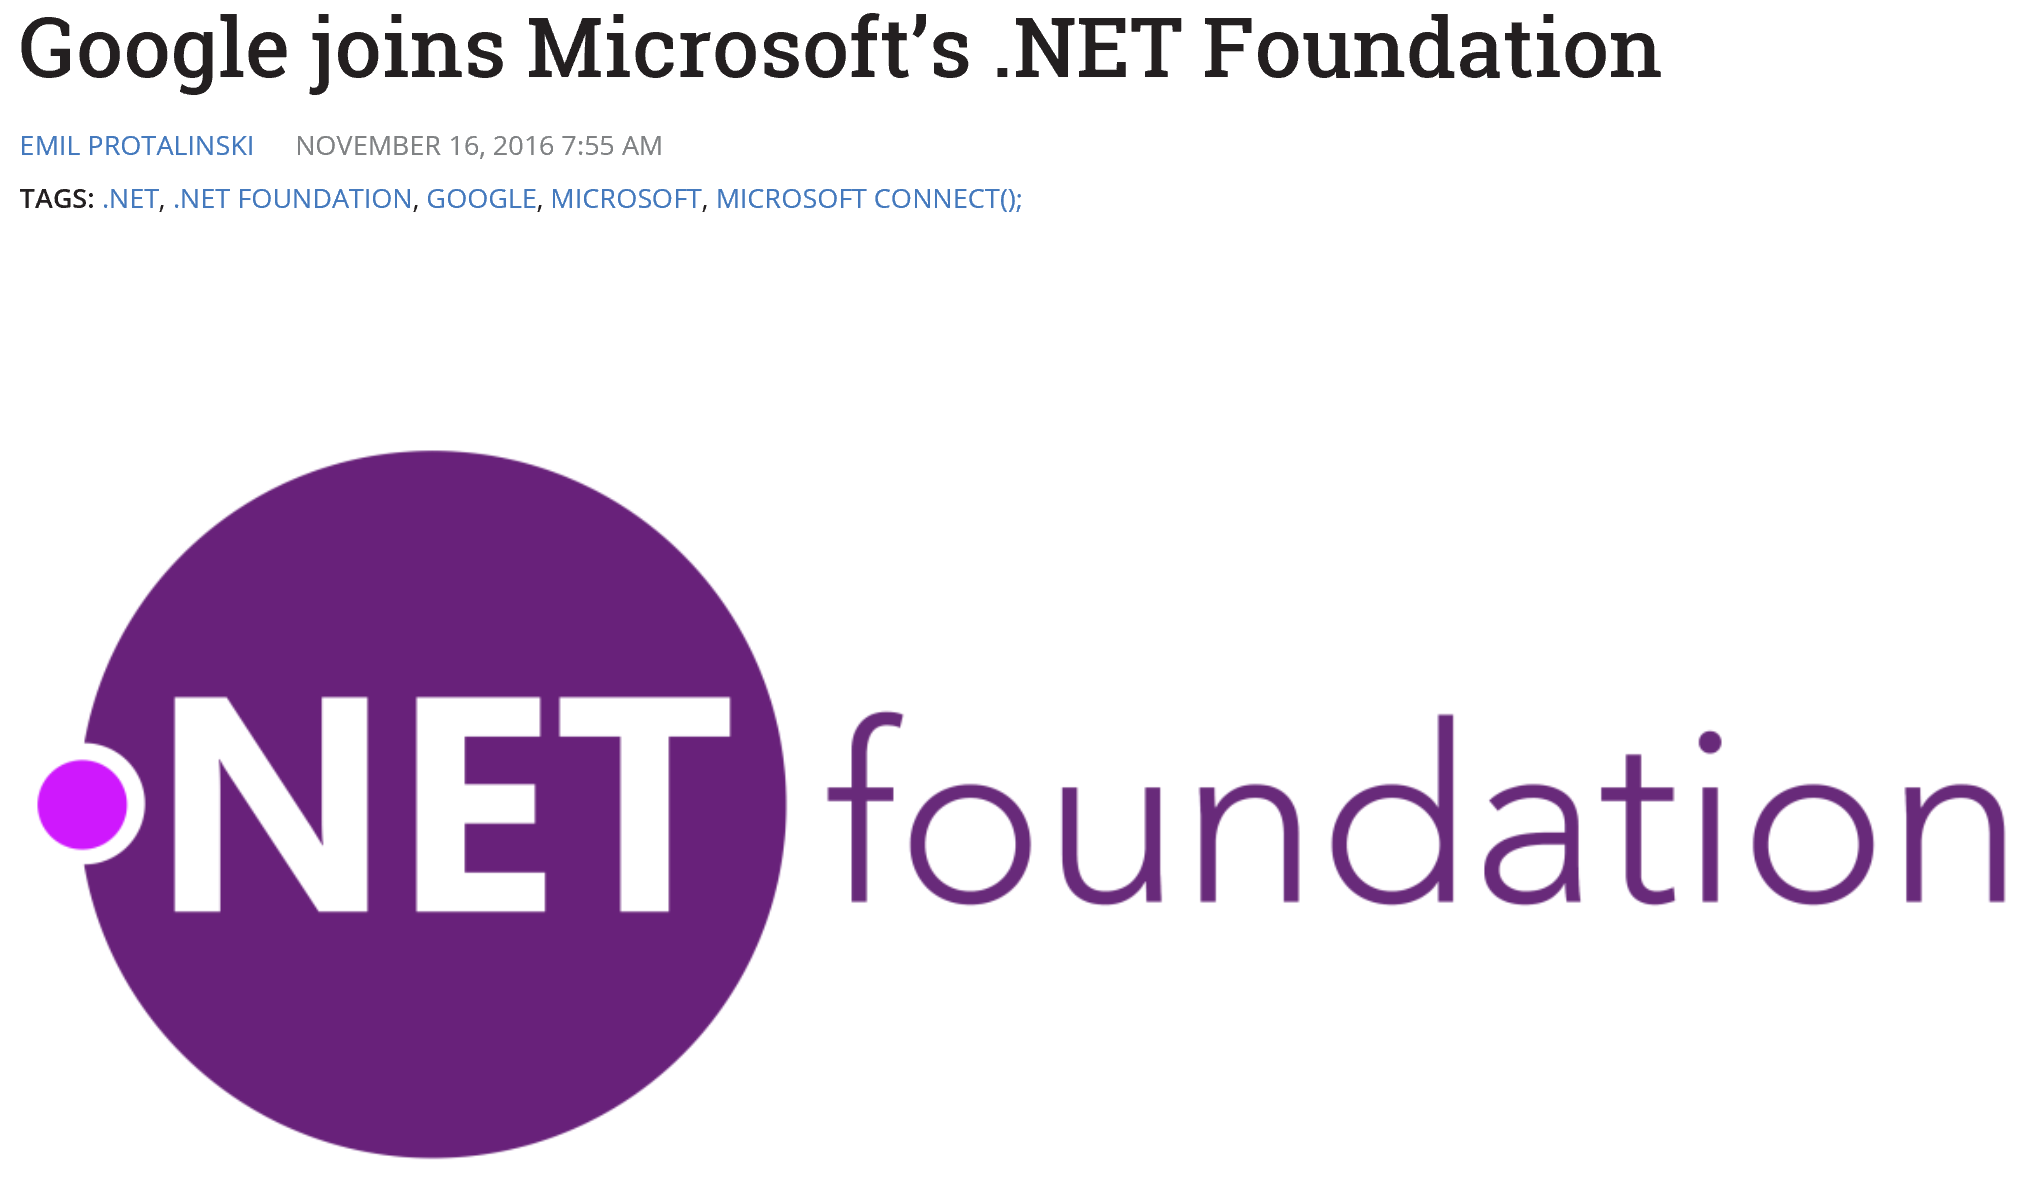 Google joins Microsoft’s .NET Foundation
EMIL PROTALINSKI NOVEMBER 16, 2016 7:55 AM
TAGS: .NET, .NET FOUNDATION, GOOGLE, MICROSOFT, MICROSOFT CONNECT();
.NET foundation